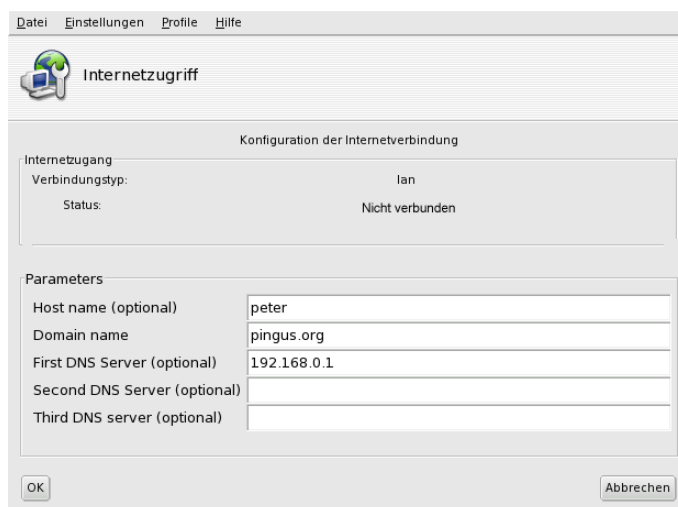 Datei Einstellungen Profile Hilfe
Internetzugriff
Konfiguration der Internetverbindung
Internetzugang
Verbindungstyp: lan
Status: Nicht verbunden
Parameters
Host name (optional) peter
Domain name pingus.org
First DNS Server (optional) 192.168.0.1
Second DNS Server (optional)
Third DNS server (optional)
OK Abbrechen